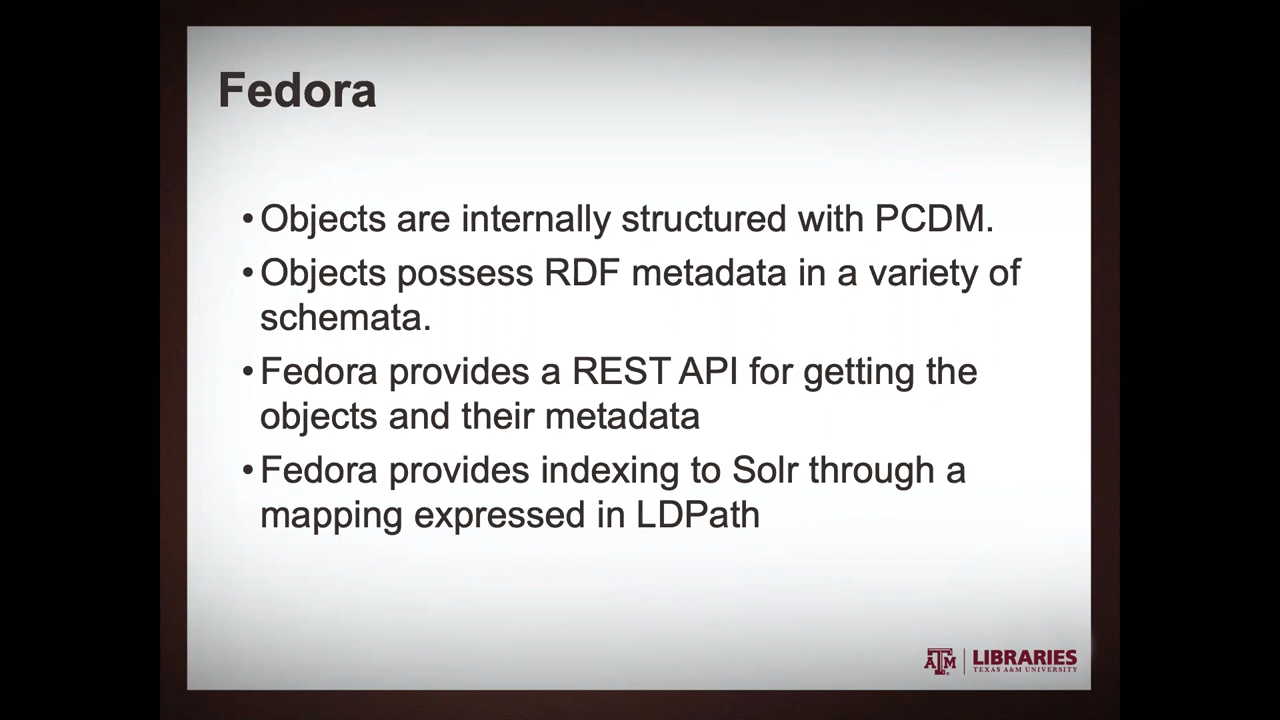 Fedora
•Objects are internally structured with PCDM.
•Objects possess RDF metadata in a variety of
schemata.
•Fedora provides a REST API for getting the
objects and their metadata
•Fedora provides indexing to Solr through a
mapping expressed in LDPath
ATM LIBRARIES
TEXAS A&M UNIVERSITY